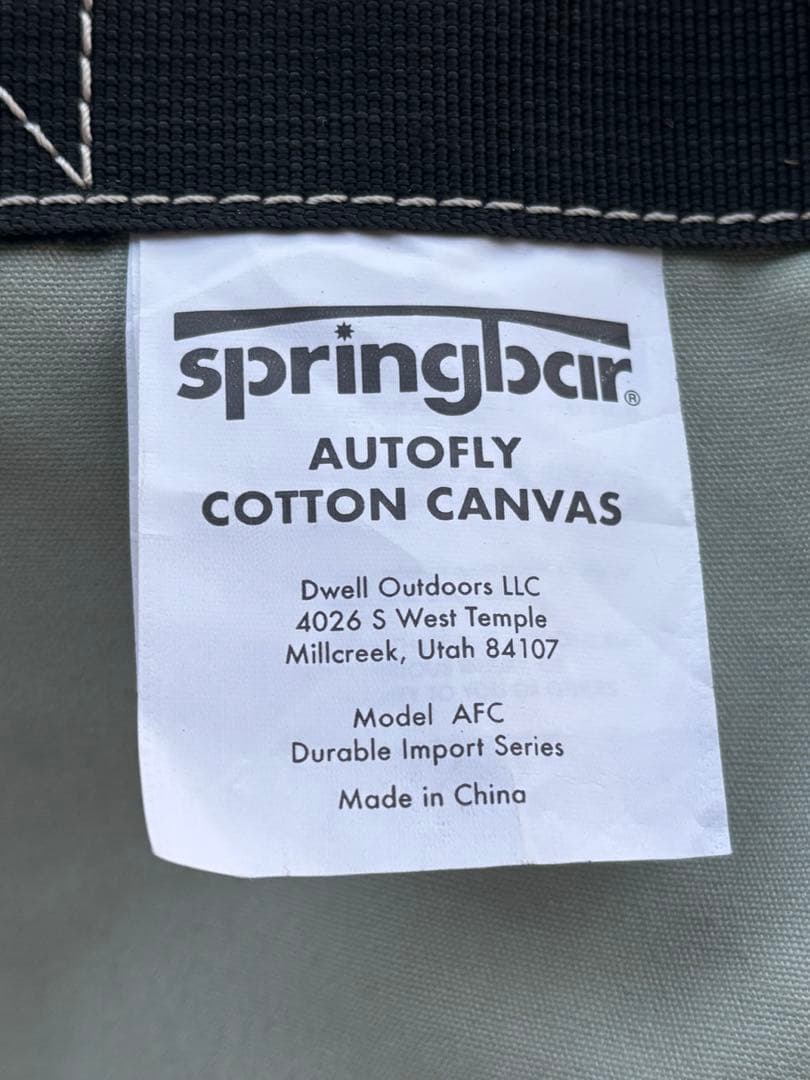 springbar®
AUTOFLY
COTTON CANVAS
Dwell Outdoors LLC
4026 S West Temple
Millcreek, Utah 84107
Model AFC
Durable Import Series
Made in China